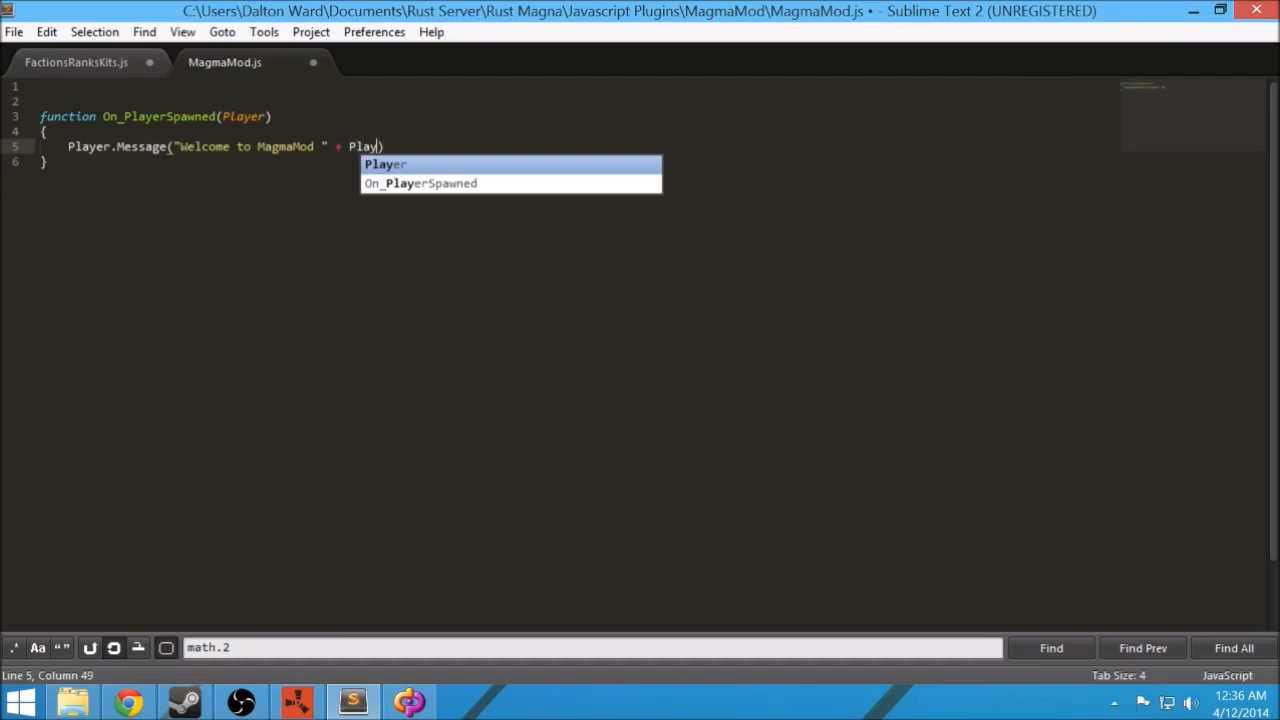 C:\Users\Dalton Ward\Documents\Rust Server\Rust Magna\Javascript Plugins\MagmaMod\MagmaMod.js • - Sublime Text 2 (UNREGISTERED)
File Edit Selection Find View Goto Tools Project Preferences Help
FactionsRanksKits.js MagmaMod.js
1
2
3 function On_PlayerSpawned(Player)
4 {
5 Player.Message("Welcome to MagmaMod " + Play)
6 }
Player
On_PlayerSpawned
.* Aa “ ” math.2 Find Find Prev Find All
Line 5, Column 49 Tab Size: 4 JavaScript
12:36 AM
4/12/2014